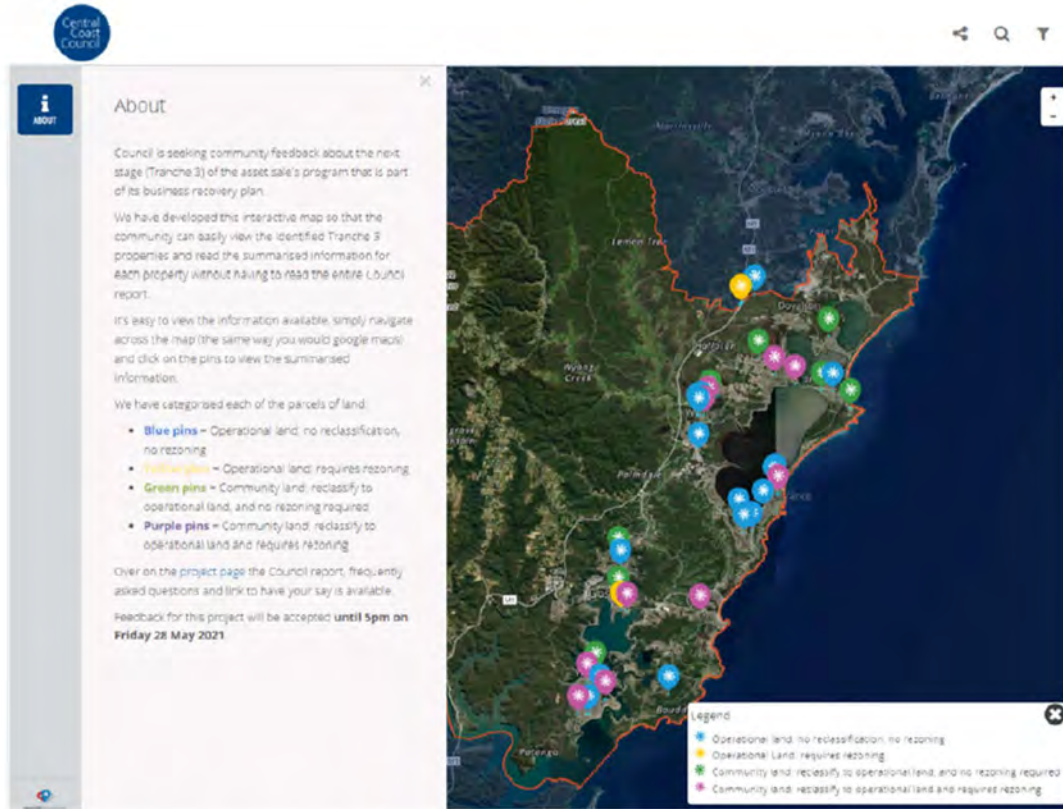 Central
Coast
Council
i
ABOUT
About
Council is seeking community feedback about the next
stage (Tranche 3) of the asset sale's program that is part
of its business recovery plan.
We have developed this interactive map so that the
community can easily view the identified Tranche 3
properties and read the summarised information for
each property without having to read the entire Council
report.
It's easy to view the information available, simply navigate
across the map (the same way you would google maps)
and click on the pins to view the summarised
information.
We have categorised each of the parcels of land:
• Blue pins – Operational land, no reclassification,
no rezoning
• Yellow pins – Operational land: requires rezoning
• Green pins – Community land; reclassify to
operational land, and no rezoning required
• Purple pins – Community land; reclassify to
operational land and requires rezoning
Over on the project page the Council report, frequently
asked questions and link to have your say is available.
Feedback for this project will be accepted until 5pm on
Friday 28 May 2021
+
−
Morisset
Lemon Tree
Wyong
Creek
Palmdale
Patonga
Legend
Operational land; no reclassification; no rezoning
Operational Land; requires rezoning
Community land; reclassify to operational land; and no rezoning required
Community land; reclassify to operational land and requires rezoning